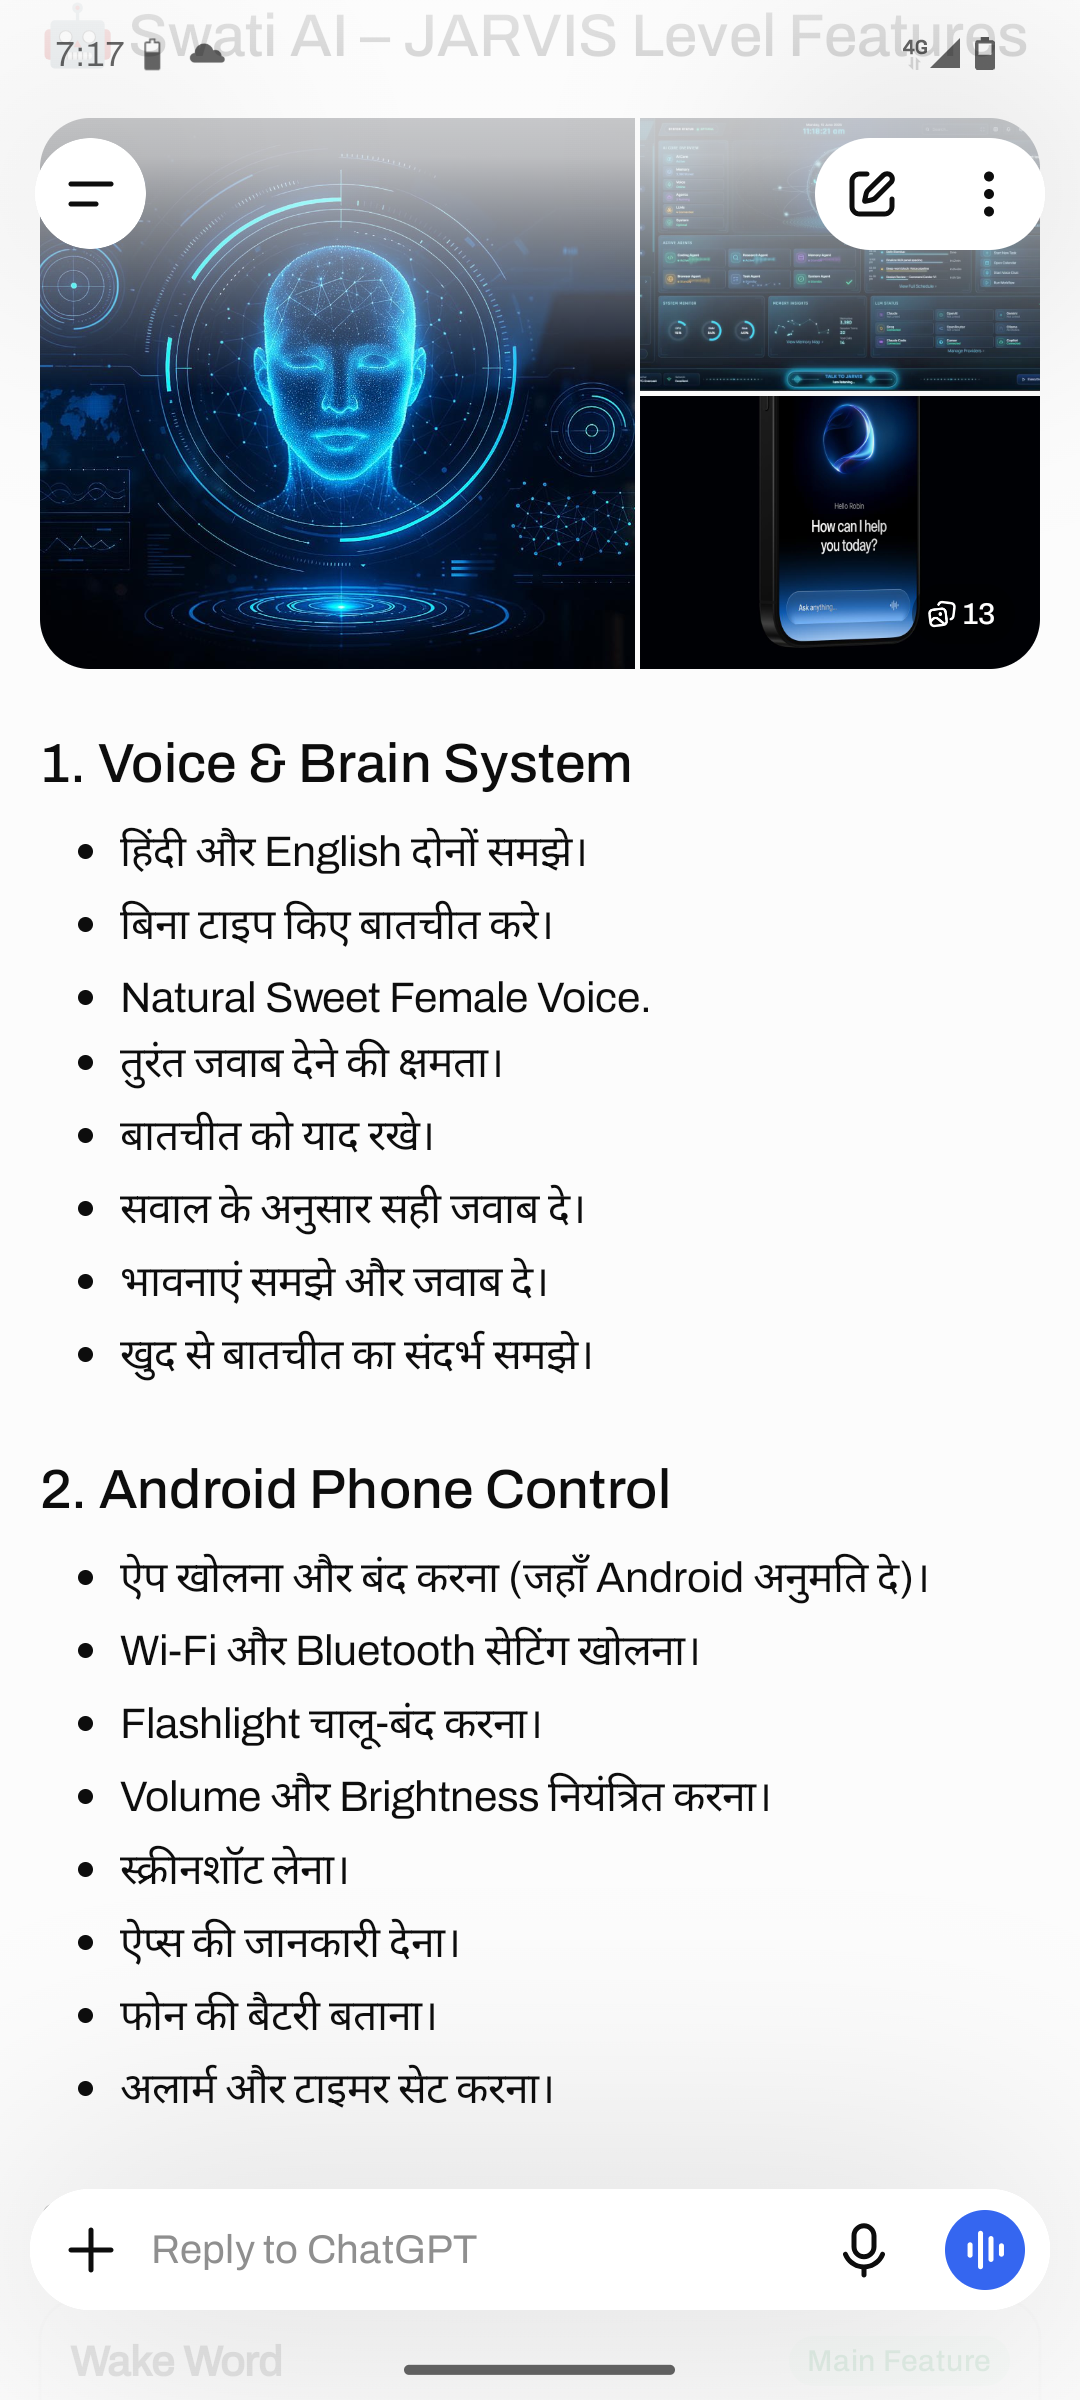 🤖 Swati AI – JARVIS Level Features
7:17
4G
Hello Robin
How can I help
you today?
Ask anything...
13
1. Voice & Brain System
• हिंदी और English दोनों समझे।
• बिना टाइप किए बातचीत करे।
• Natural Sweet Female Voice.
• तुरंत जवाब देने की क्षमता।
• बातचीत को याद रखे।
• सवाल के अनुसार सही जवाब दे।
• भावनाएं समझे और जवाब दे।
• खुद से बातचीत का संदर्भ समझे।
2. Android Phone Control
• ऐप खोलना और बंद करना (जहाँ Android अनुमति दे)।
• Wi-Fi और Bluetooth सेटिंग खोलना।
• Flashlight चालू-बंद करना।
• Volume और Brightness नियंत्रित करना।
• स्क्रीनशॉट लेना।
• ऐप्स की जानकारी देना।
• फोन की बैटरी बताना।
• अलार्म और टाइमर सेट करना।
Reply to ChatGPT
Wake Word
Main Feature